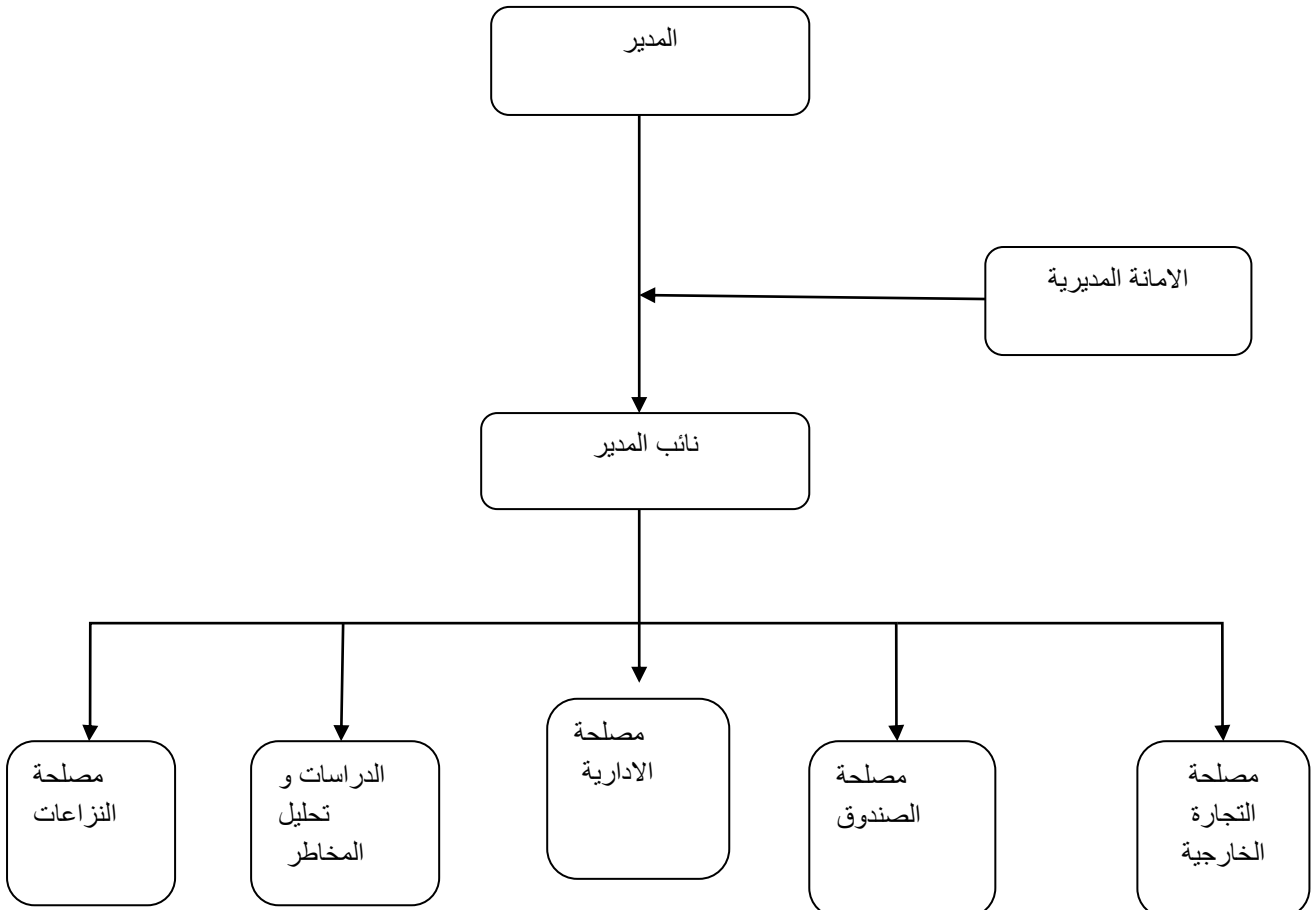 المدير
الامانة المديرية
نائب المدير
مصلحة
التجارة
الخارجية
مصلحة
الصندوق
مصلحة
الادارية
الدراسات و
تحليل
المخاطر
مصلحة
النزاعات